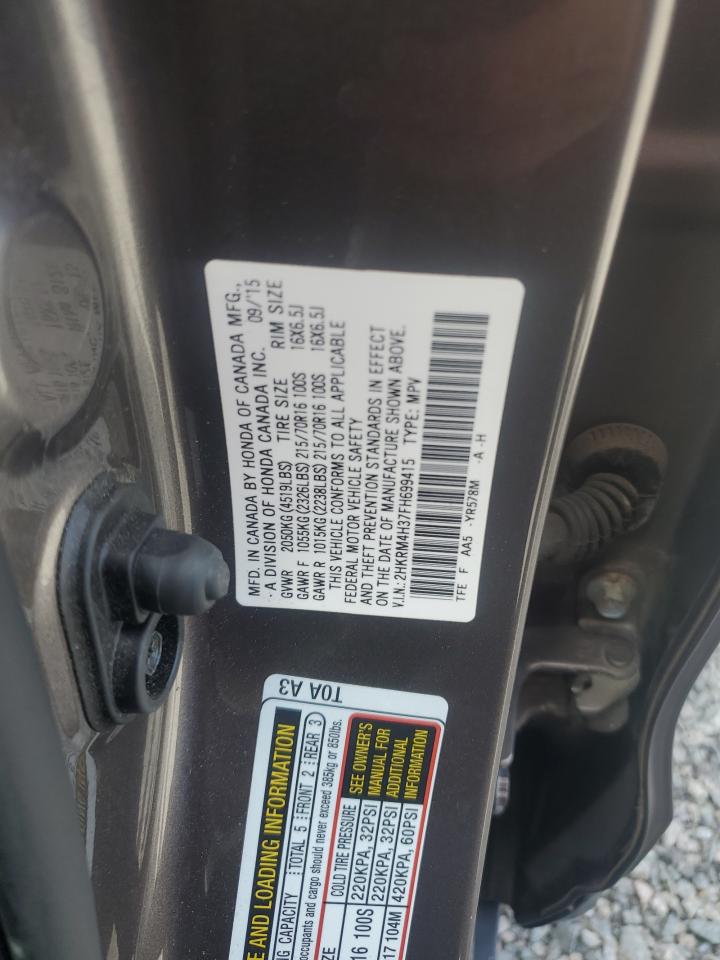 MFD. IN CANADA BY HONDA OF CANADA MFG.,
A DIVISION OF HONDA CANADA INC. 09/15
GVWR 2050KG(4519LBS) TIRE SIZE RIM SIZE
GAWR F 1055KG(2326LBS) 215/70R16 100S 16X6.5J
GAWR R 1015KG(2238LBS) 215/70R16 100S 16X6.5J
THIS VEHICLE CONFORMS TO ALL APPLICABLE
FEDERAL MOTOR VEHICLE SAFETY
AND THEFT PREVENTION STANDARDS IN EFFECT
ON THE DATE OF MANUFACTURE SHOWN ABOVE.
V.I.N.: 2HKRM4H37FH699415 TYPE: MPV
TFE F AA5 -YR578M -A -H
T0A A3
E AND LOADING INFORMATION
NG CAPACITY TOTAL 5 FRONT 2 REAR 3
occupants and cargo should never exceed 385kg or 850lbs.
ZE COLD TIRE PRESSURE SEE OWNER'S
16 100S 220KPA, 32PSI MANUAL FOR
220KPA, 32PSI ADDITIONAL
17 104M 420KPA, 60PSI INFORMATION